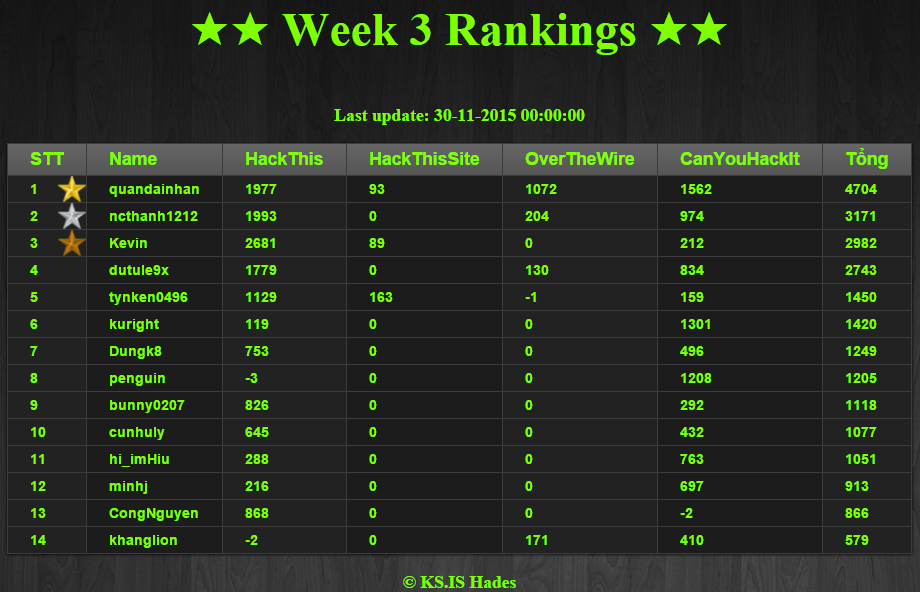 ★★ Week 3 Rankings ★★
Last update: 30-11-2015 00:00:00
STT Name HackThis HackThisSite OverTheWire CanYouHackIt Tổng
1 quandainhan 1977 93 1072 1562 4704
2 ncthanh1212 1993 0 204 974 3171
3 Kevin 2681 89 0 212 2982
4 dutule9x 1779 0 130 834 2743
5 tynken0496 1129 163 -1 159 1450
6 kuright 119 0 0 1301 1420
7 Dungk8 753 0 0 496 1249
8 penguin -3 0 0 1208 1205
9 bunny0207 826 0 0 292 1118
10 cunhuly 645 0 0 432 1077
11 hi_imHiu 288 0 0 763 1051
12 minhj 216 0 0 697 913
13 CongNguyen 868 0 0 -2 866
14 khanglion -2 0 171 410 579
© KS.IS Hades